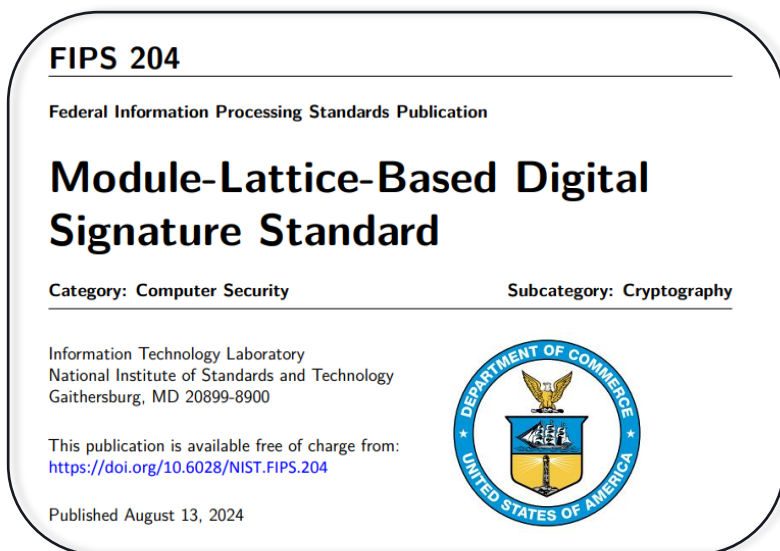 FIPS 204
Federal Information Processing Standards Publication
Module-Lattice-Based Digital
Signature Standard
Category: Computer Security
Subcategory: Cryptography
Information Technology Laboratory
National Institute of Standards and Technology
Gaithersburg, MD 20899-8900
This publication is available free of charge from:
https://doi.org/10.6028/NIST.FIPS.204
Published August 13, 2024
DEPARTMENT OF COMMERCE
UNITED STATES OF AMERICA